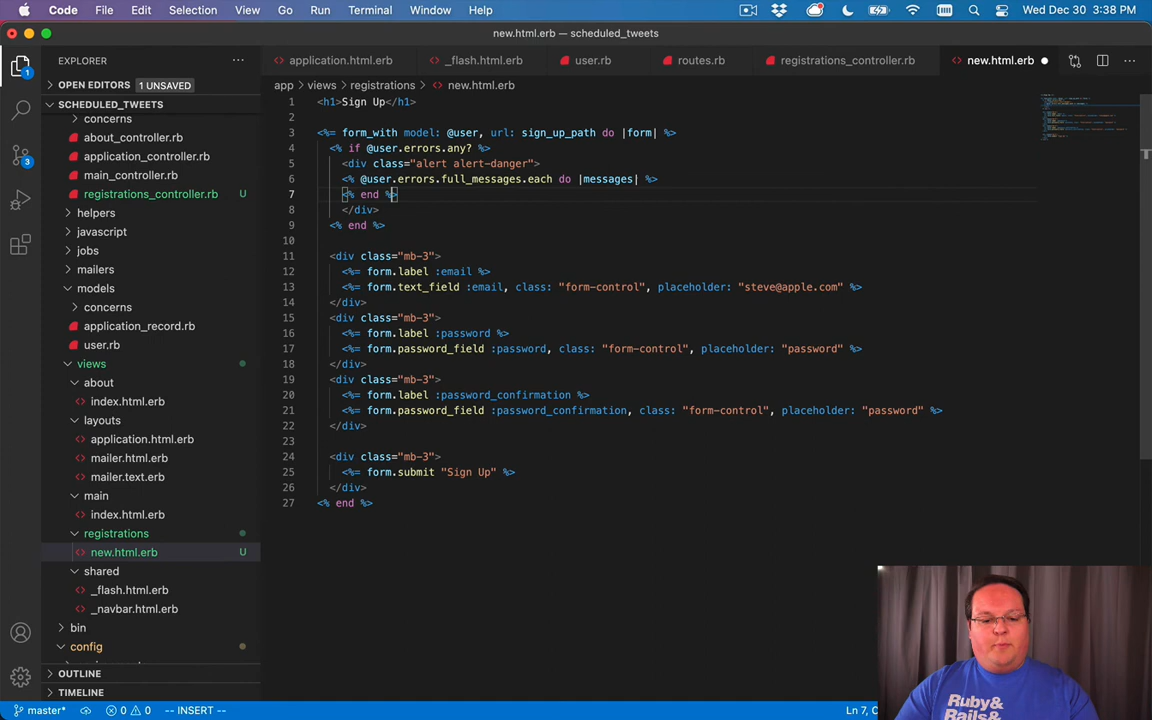 Code File Edit Selection View Go Run Terminal Window Help Wed Dec 30 3:38 PM
new.html.erb — scheduled_tweets
EXPLORER
application.html.erb _flash.html.erb user.rb routes.rb registrations_controller.rb new.html.erb
OPEN EDITORS 1 UNSAVED
app > views > registrations > new.html.erb
SCHEDULED_TWEETS
concerns
about_controller.rb
application_controller.rb
main_controller.rb
registrations_controller.rb U
helpers
javascript
jobs
mailers
models
concerns
application_record.rb
user.rb
views
about
index.html.erb
layouts
application.html.erb
mailer.html.erb
mailer.text.erb
main
index.html.erb
registrations
new.html.erb U
shared
_flash.html.erb
_navbar.html.erb
bin
config
OUTLINE
TIMELINE
1
3
1 <h1>Sign Up</h1>
2
3 <%= form_with model: @user, url: sign_up_path do |form| %>
4 <% if @user.errors.any? %>
5 <div class="alert alert-danger">
6 <% @user.errors.full_messages.each do |messages| %>
7 <% end %>
8 </div>
9 <% end %>
10
11 <div class="mb-3">
12 <%= form.label :email %>
13 <%= form.text_field :email, class: "form-control", placeholder: "steve@apple.com" %>
14 </div>
15 <div class="mb-3">
16 <%= form.label :password %>
17 <%= form.password_field :password, class: "form-control", placeholder: "password" %>
18 </div>
19 <div class="mb-3">
20 <%= form.label :password_confirmation %>
21 <%= form.password_field :password_confirmation, class: "form-control", placeholder: "password" %>
22 </div>
23
24 <div class="mb-3">
25 <%= form.submit "Sign Up" %>
26 </div>
27 <% end %>
Ruby&
Rails&
master* 0 0 -- INSERT -- Ln 7,